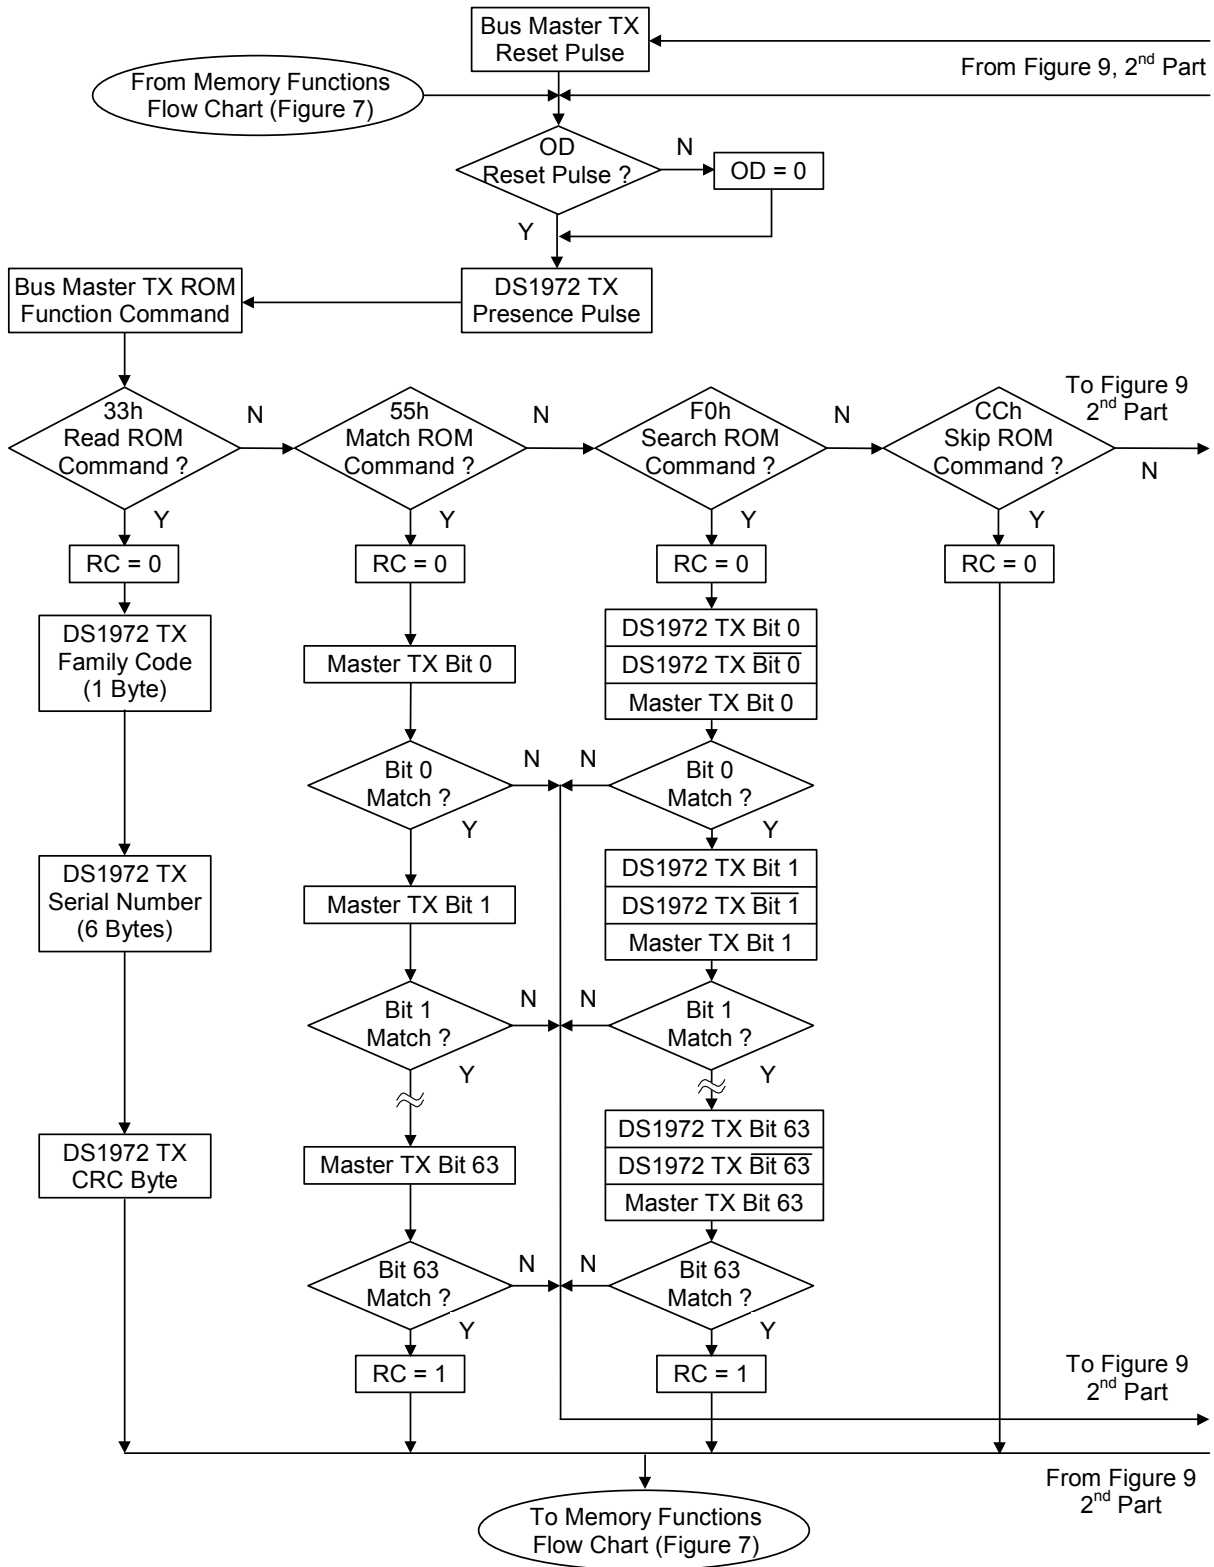 Bus Master TX
Reset Pulse
From Figure 9, 2nd Part
From Memory Functions
Flow Chart (Figure 7)
OD
Reset Pulse ?
N
OD = 0
Y
Bus Master TX ROM
Function Command
DS1972 TX
Presence Pulse
33h
Read ROM
Command ?
N
55h
Match ROM
Command ?
N
F0h
Search ROM
Command ?
N
CCh
Skip ROM
Command ?
To Figure 9
2nd Part
N
Y
Y
Y
Y
RC = 0
RC = 0
RC = 0
RC = 0
DS1972 TX
Family Code
(1 Byte)
Master TX Bit 0
DS1972 TX Bit 0
DS1972 TX B̅i̅t̅ ̅0̅
Master TX Bit 0
Bit 0
Match ?
N
N
Bit 0
Match ?
Y
Y
DS1972 TX
Serial Number
(6 Bytes)
Master TX Bit 1
DS1972 TX Bit 1
DS1972 TX B̅i̅t̅ ̅1̅
Master TX Bit 1
Bit 1
Match ?
N
N
Bit 1
Match ?
Y
Y
DS1972 TX
CRC Byte
Master TX Bit 63
DS1972 TX Bit 63
DS1972 TX B̅i̅t̅ ̅6̅3̅
Master TX Bit 63
Bit 63
Match ?
N
N
Bit 63
Match ?
Y
Y
RC = 1
RC = 1
To Figure 9
2nd Part
From Figure 9
2nd Part
To Memory Functions
Flow Chart (Figure 7)